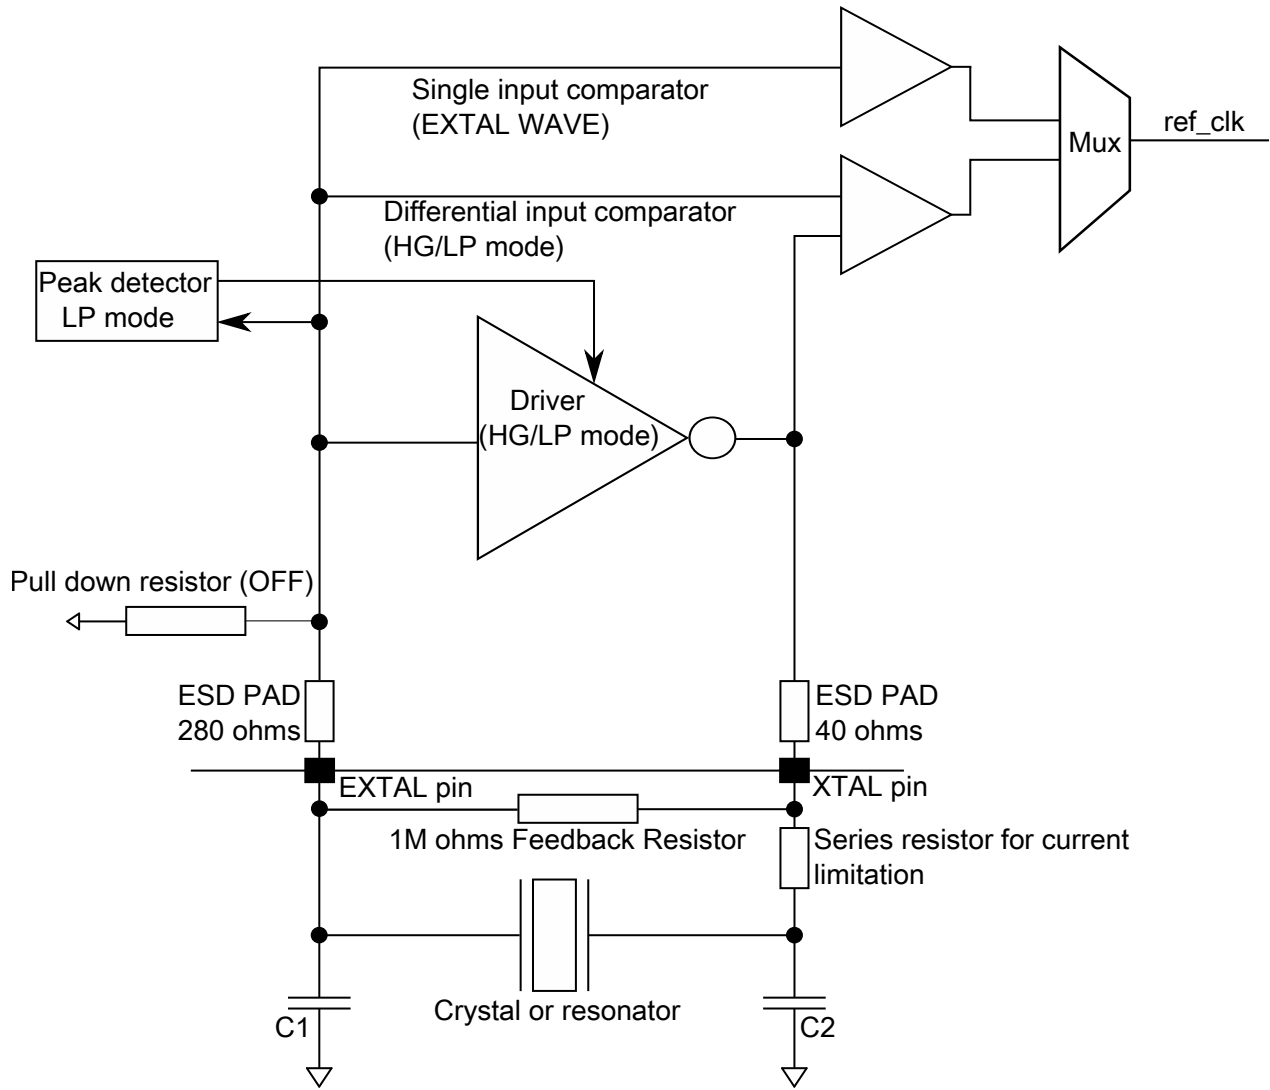 Single input comparator
(EXTAL WAVE)
ref_clk
Mux
Differential input comparator
(HG/LP mode)
Peak detector
LP mode
Driver
(HG/LP mode)
Pull down resistor (OFF)
ESD PAD
280 ohms
ESD PAD
40 ohms
EXTAL pin
XTAL pin
1M ohms Feedback Resistor
Series resistor for current
limitation
Crystal or resonator
C1
C2